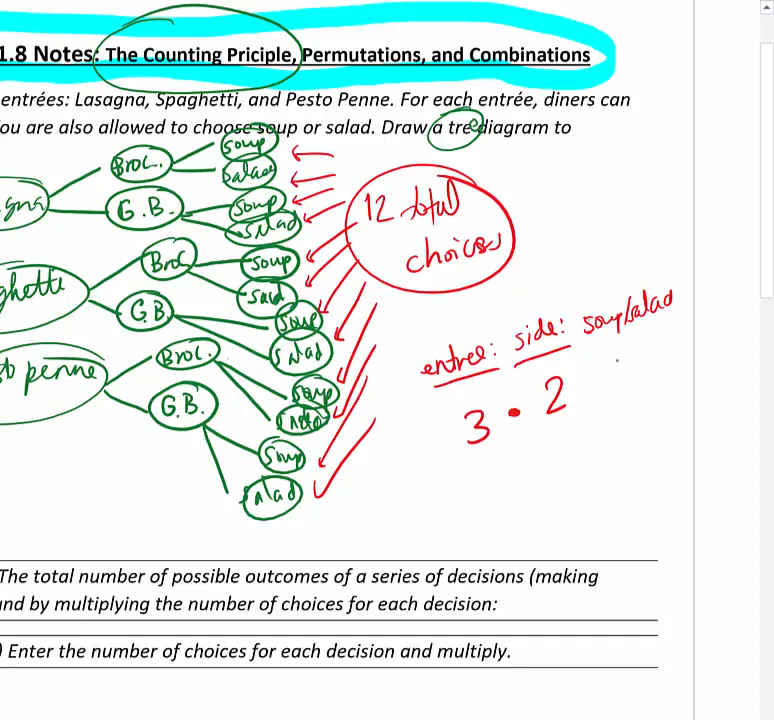 1.8 Notes: The Counting Priciple, Permutations, and Combinations
entrées: Lasagna, Spaghetti, and Pesto Penne. For each entrée, diners can
ou are also allowed to choose soup or salad. Draw a tree diagram to
Broc. soup
salad
gna G.B. soup
salad
12 total
choices
Broc soup
ghetti salad
G.B. soup
salad
entree: side: soup/salad
3 • 2
to penne Broc. soup
salad
G.B. soup
salad
The total number of possible outcomes of a series of decisions (making
und by multiplying the number of choices for each decision:
) Enter the number of choices for each decision and multiply.